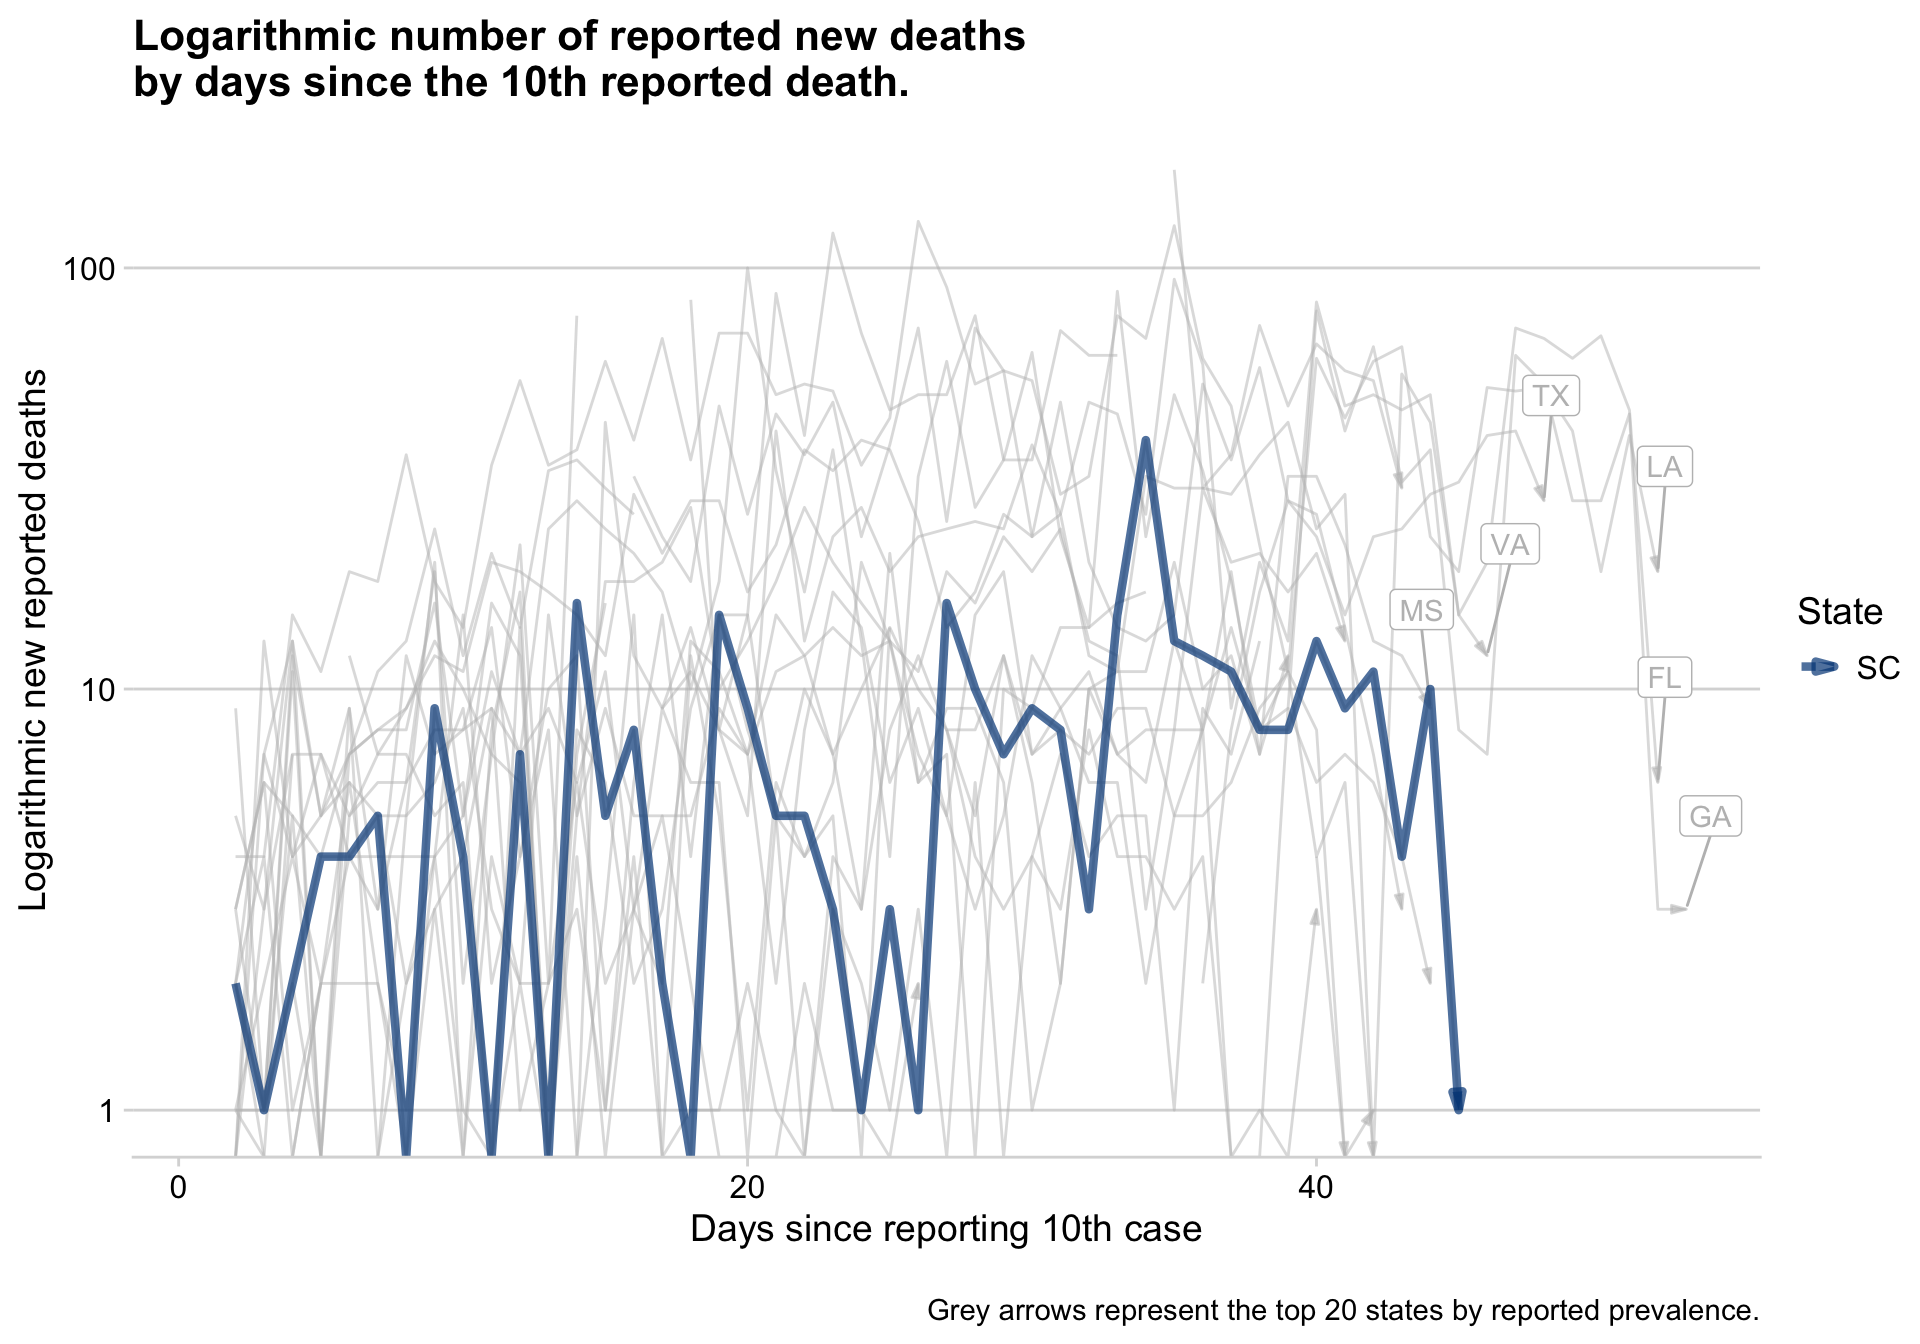 Logarithmic number of reported new deaths
by days since the 10th reported death.
Logarithmic new reported deaths
100
10
1
TX
LA
VA
MS
FL
GA
State
SC
0
20
40
Days since reporting 10th case
Grey arrows represent the top 20 states by reported prevalence.